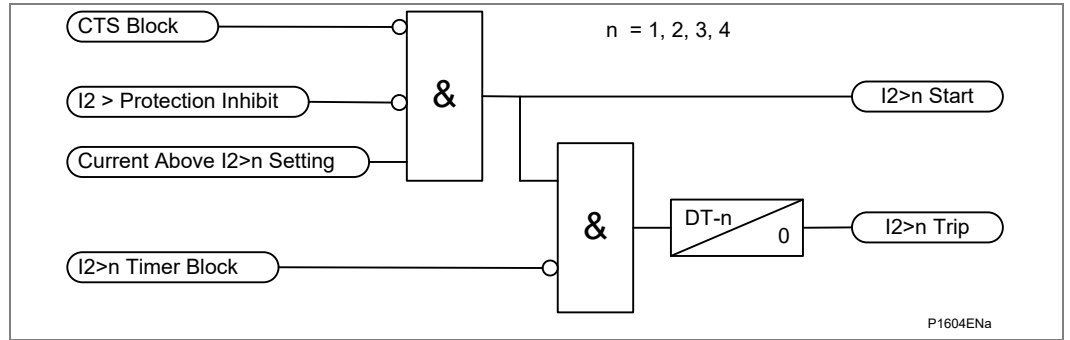 CTS Block
n = 1, 2, 3, 4
&
I2 > Protection Inhibit
I2>n Start
Current Above I2>n Setting
&
DT-n
0
I2>n Trip
I2>n Timer Block
P1604ENa